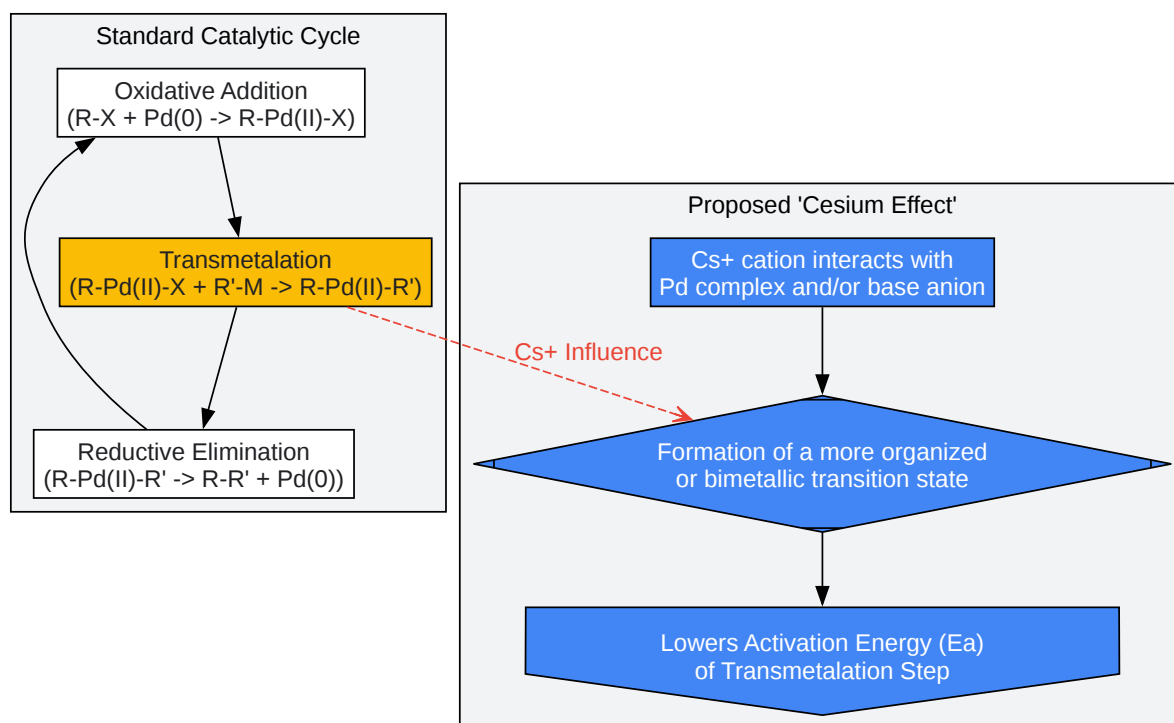 Standard Catalytic Cycle
Oxidative Addition
(R-X + Pd(0) -> R-Pd(II)-X)
Transmetalation
(R-Pd(II)-X + R'-M -> R-Pd(II)-R')
Reductive Elimination
(R-Pd(II)-R' -> R-R' + Pd(0))
Proposed 'Cesium Effect'
Cs+ cation interacts with
Pd complex and/or base anion
Cs+ Influence
Formation of a more organized
or bimetallic transition state
Lowers Activation Energy (Ea)
of Transmetalation Step